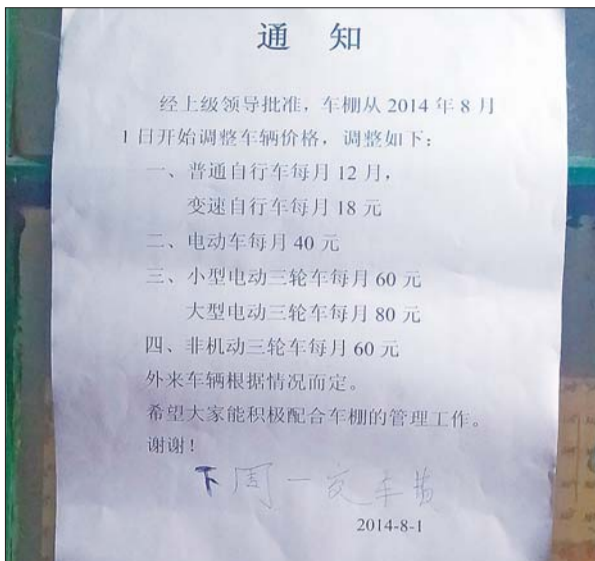 通 知
经上级领导批准，车棚从 2014 年 8 月
1 日开始调整车辆价格，调整如下：
一、普通自行车每月 12 月，
变速自行车每月 18 元
二、电动车每月 40 元
三、小型电动三轮车每月 60 元
大型电动三轮车每月 80 元
四、非机动三轮车每月 60 元
外来车辆根据情况而定。
希望大家能积极配合车棚的管理工作。
谢谢！
下周一交车费
2014-8-1